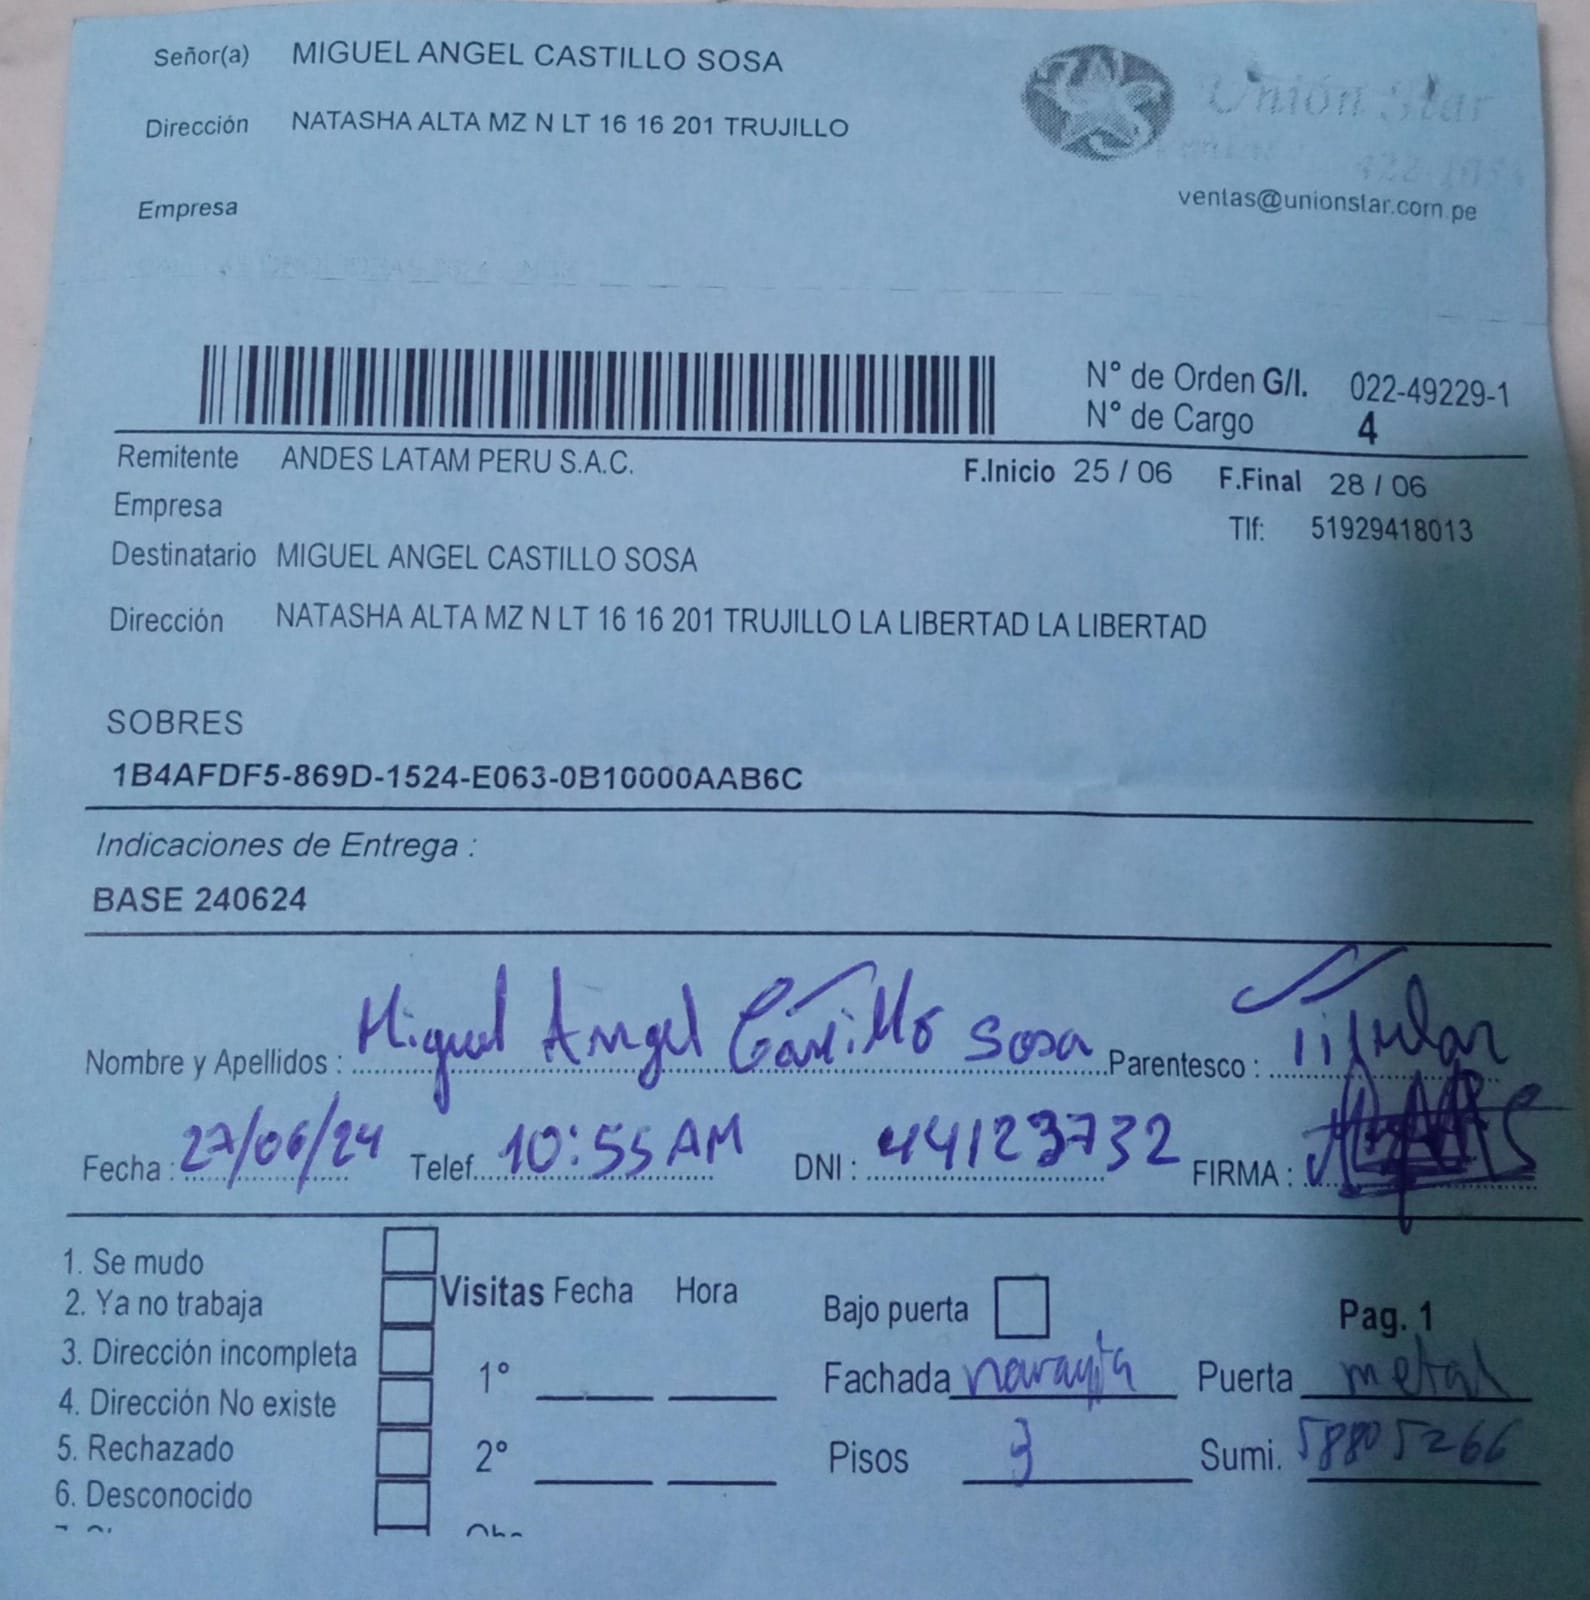 Señor(a) MIGUEL ANGEL CASTILLO SOSA
Dirección NATASHA ALTA MZ N LT 16 16 201 TRUJILLO
Unión Star
ventas@unionstar.com.pe
Empresa
N° de Orden G/I. 022-49229-1
N° de Cargo 4
Remitente ANDES LATAM PERU S.A.C.
F.Inicio 25 / 06 F.Final 28 / 06
Empresa
Tlf: 51929418013
Destinatario MIGUEL ANGEL CASTILLO SOSA
Dirección NATASHA ALTA MZ N LT 16 16 201 TRUJILLO LA LIBERTAD LA LIBERTAD
SOBRES
1B4AFDF5-869D-1524-E063-0B10000AAB6C
Indicaciones de Entrega :
BASE 240624
Nombre y Apellidos : Miguel Angel Castillo Sosa Parentesco : Titular
Fecha : 27/06/24 Telef. 10:55 AM DNI : 44123732 FIRMA :
1. Se mudo
2. Ya no trabaja
3. Dirección incompleta
4. Dirección No existe
5. Rechazado
6. Desconocido
Visitas Fecha Hora
1°
2°
Bajo puerta
Pag. 1
Fachada Puerta metal
Pisos 3 Sumi. 58805266